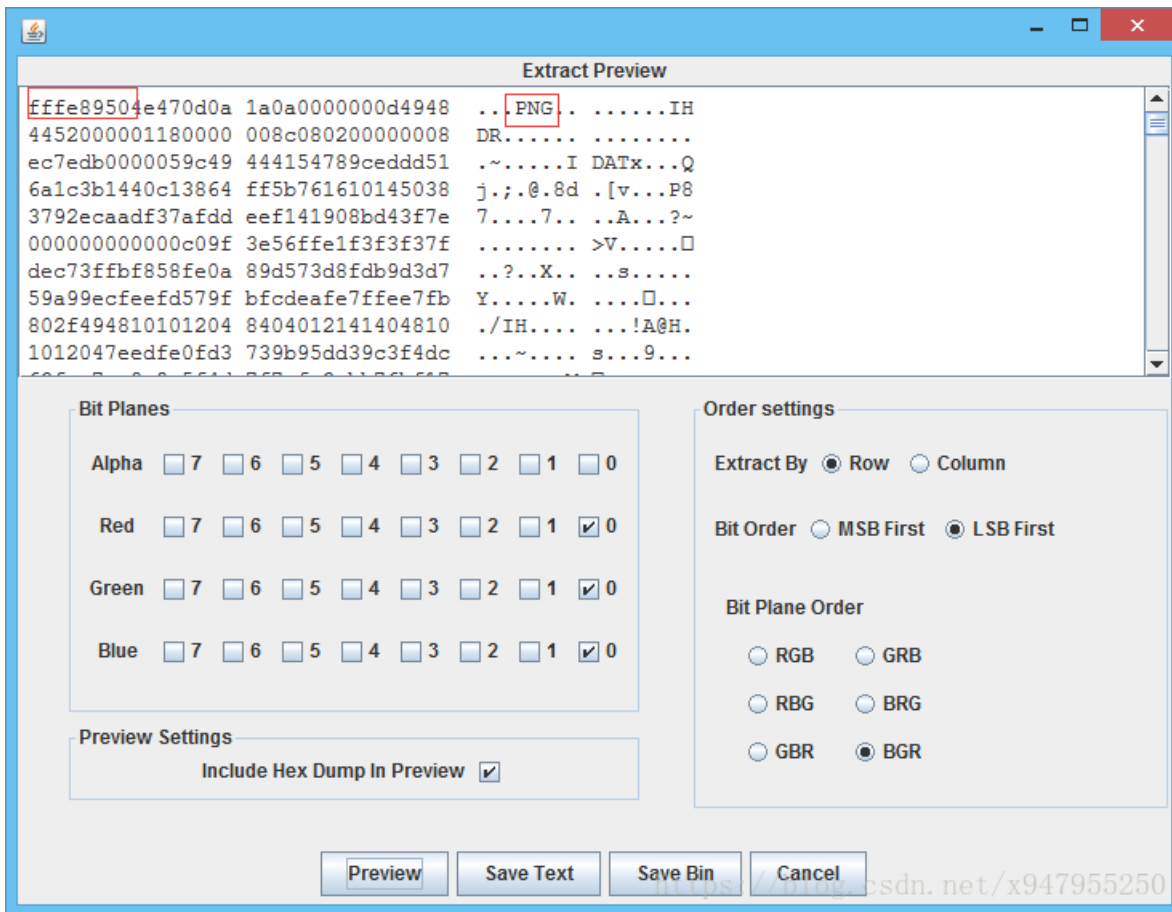 Extract Preview
fffe89504e470d0a 1a0a0000000d4948 ...PNG.. ......IH
4452000001180000 008c080200000008 DR...... ........
ec7edb0000059c49 444154789ceddd51 .~.....I DATx...Q
6a1c3b1440c13864 ff5b761610145038 j.;.@.8d .[v...P8
3792ecaadf37afdd eef141908bd43f7e 7....7.. ..A...?~
000000000000c09f 3e56ffe1f3f3f37f ........ >V.....□
dec73ffbf858fe0a 89d573d8fdb9d3d7 ..?..X.. ..s.....
59a99ecfeefd579f bfcdeafe7ffee7fb Y.....W. ....□...
802f494810101204 8404012141404810 ./IH.... ...!A@H.
1012047eedfe0fd3 739b95dd39c3f4dc ...~.... s...9...
Bit Planes
Alpha 7 6 5 4 3 2 1 0
Red 7 6 5 4 3 2 1 0
Green 7 6 5 4 3 2 1 0
Blue 7 6 5 4 3 2 1 0
Preview Settings
Include Hex Dump In Preview
Order settings
Extract By Row Column
Bit Order MSB First LSB First
Bit Plane Order
RGB GRB
RBG BRG
GBR BGR
Preview Save Text Save Bin Cancel
https://blog.csdn.net/x947955250